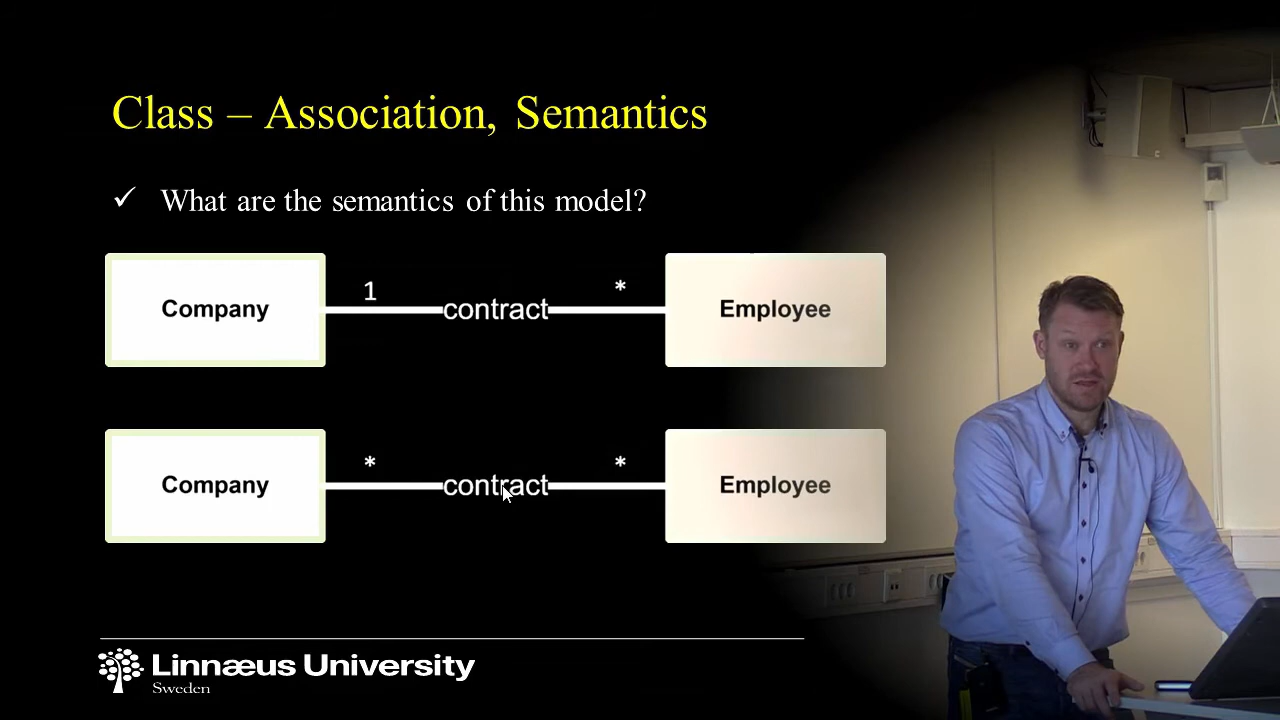 Class – Association, Semantics
✓ What are the semantics of this model?
Company 1 contract * Employee
Company * contract * Employee
Linnæus University
Sweden